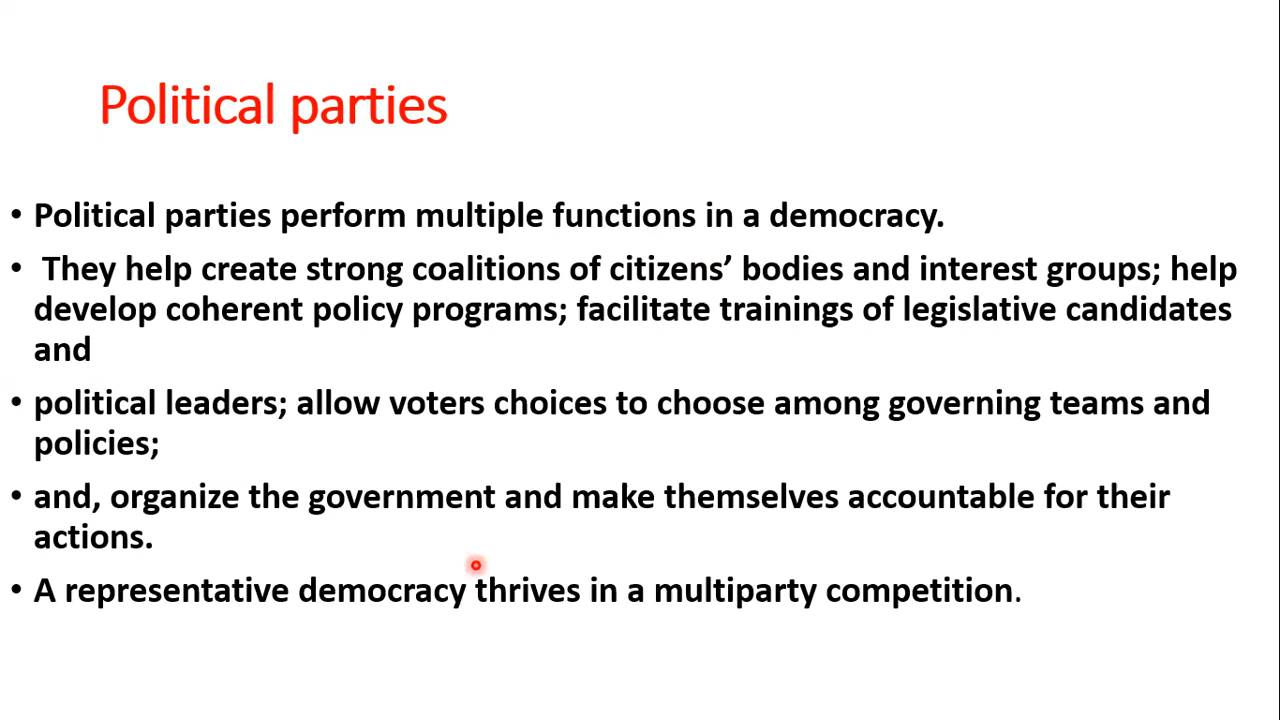 Political parties
• Political parties perform multiple functions in a democracy.
• They help create strong coalitions of citizens’ bodies and interest groups; help
develop coherent policy programs; facilitate trainings of legislative candidates
and
• political leaders; allow voters choices to choose among governing teams and
policies;
• and, organize the government and make themselves accountable for their
actions.
• A representative democracy thrives in a multiparty competition.